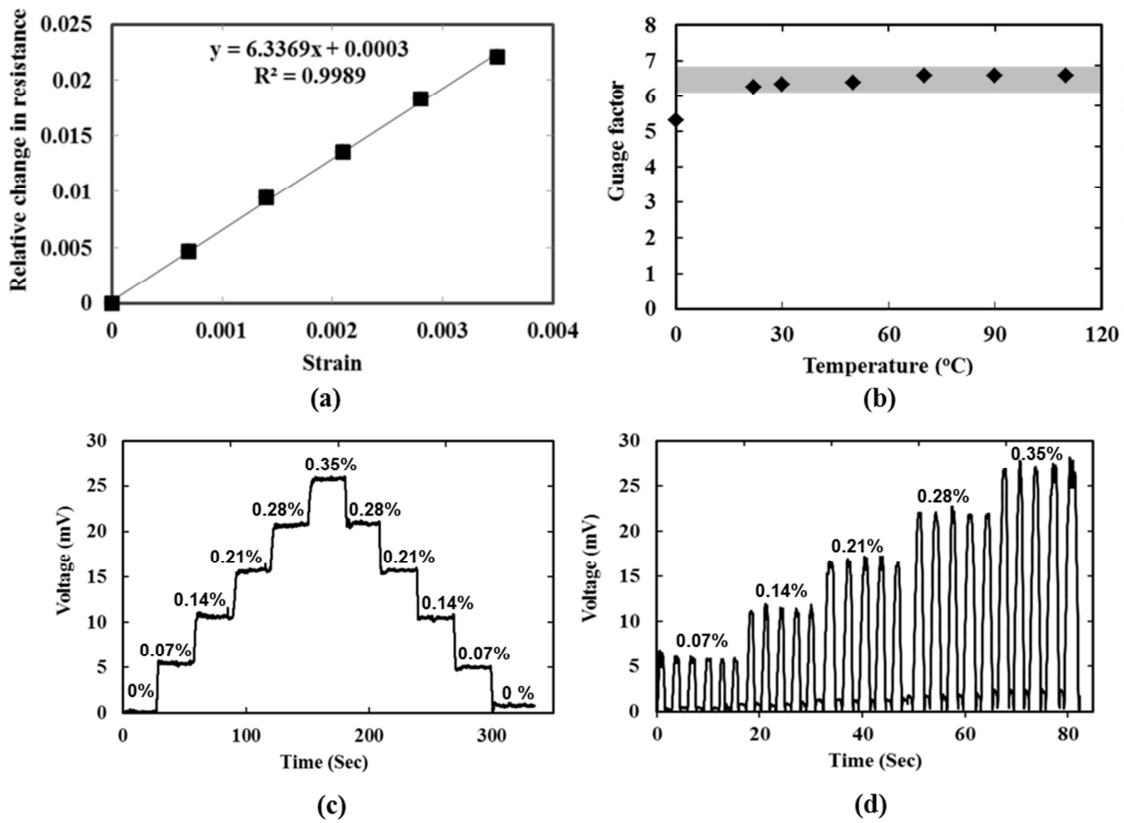 0.025
0.02
0.015
0.01
0.005
0
Relative change in resistance
y = 6.3369x + 0.0003
R² = 0.9989
0 0.001 0.002 0.003 0.004
Strain
(a)
8
7
6
5
4
3
2
1
0
Guage factor
0 30 60 90 120
Temperature (°C)
(b)
30
25
20
15
10
5
0
Voltage (mV)
0.35%
0.28% 0.28%
0.21% 0.21%
0.14% 0.14%
0.07% 0.07%
0% 0 %
0 100 200 300
Time (Sec)
(c)
30
25
20
15
10
5
0
Voltage (mV)
0.35%
0.28%
0.21%
0.14%
0.07%
0 20 40 60 80
Time (Sec)
(d)